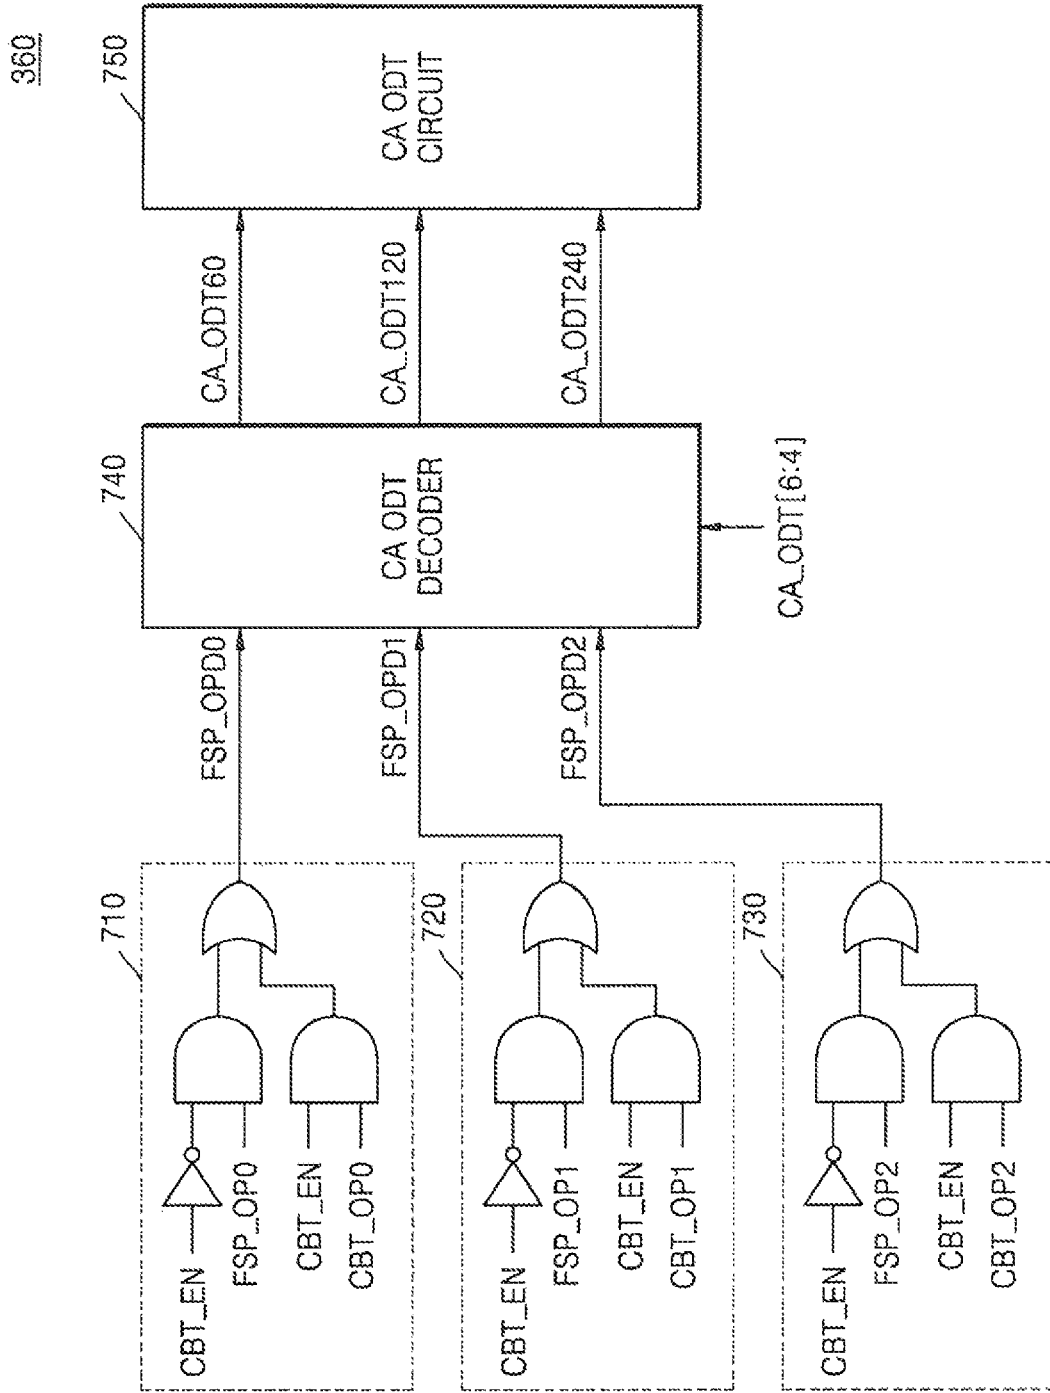 360
710
CBT_EN
FSP_OP0
CBT_EN
CBT_OP0
720
CBT_EN
FSP_OP1
CBT_EN
CBT_OP1
730
CBT_EN
FSP_OP2
CBT_EN
CBT_OP2
FSP_OPD0
FSP_OPD1
FSP_OPD2
740
CA ODT
DECODER
CA_ODT[6:4]
CA_ODT60
CA_ODT120
CA_ODT240
750
CA ODT
CIRCUIT